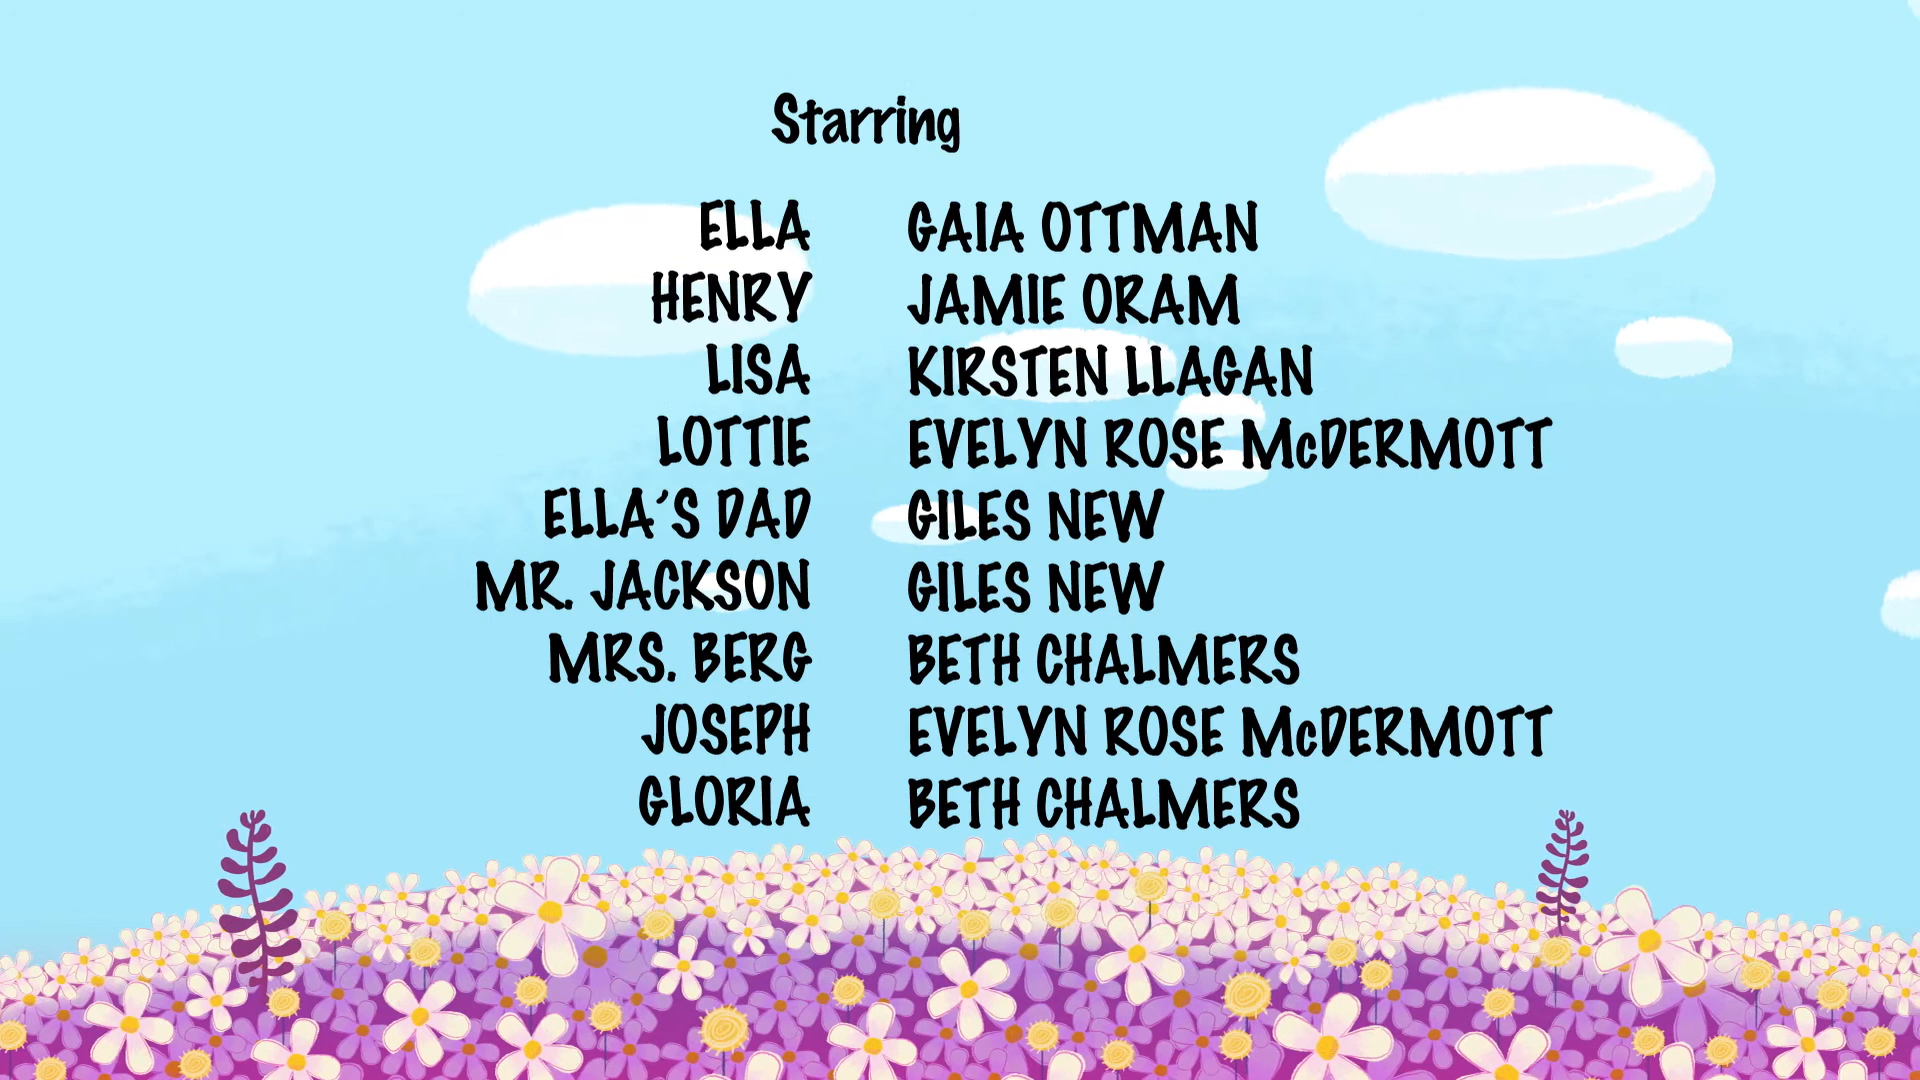 Starring
ELLA GAIA OTTMAN
HENRY JAMIE ORAM
LISA KIRSTEN LLAGAN
LOTTIE EVELYN ROSE McDERMOTT
ELLA'S DAD GILES NEW
MR. JACKSON GILES NEW
MRS. BERG BETH CHALMERS
JOSEPH EVELYN ROSE McDERMOTT
GLORIA BETH CHALMERS